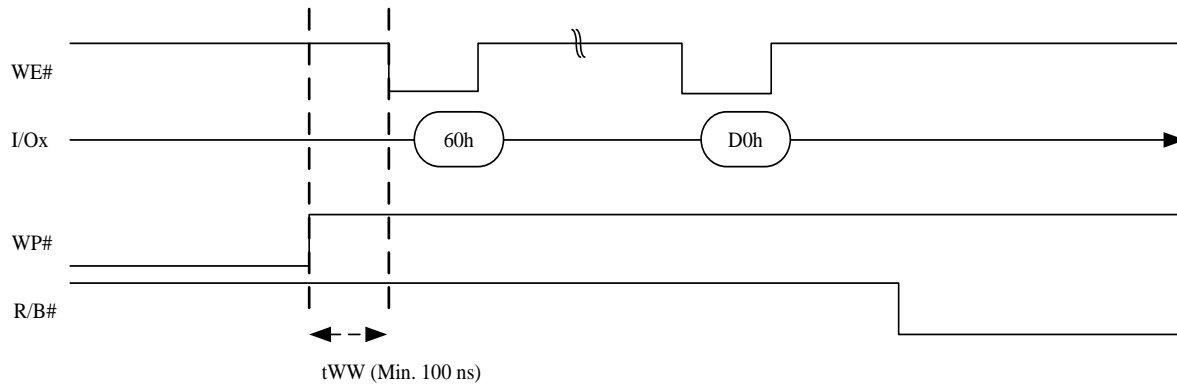 WE#
I/Ox
60h
D0h
WP#
R/B#
tWW (Min. 100 ns)